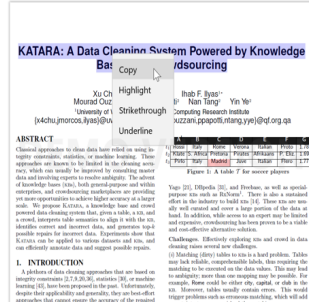 KATARA: A Data Cleaning System Powered by Knowledge
Copy
Highlight
Strikethrough
Underline
Xu Ch
Ihab F. Ilyas
Mourad Ouz
Nan Tang
Yin Ye
Computing Research Institute
ABSTRACT
Classical approaches to clean data have relied on using in-
tegrity constraints, statistics, or machine learning. These
approaches are known to be limited in the cleaning accu-
racy, which can usually be improved by consulting master
data and involving experts to resolve ambiguity. The advent
of knowledge bases (KBs), both general-purpose and within
enterprises, and crowdsourcing marketplaces are providing
yet more opportunities to achieve higher accuracy at a larger
scale. We propose KATARA, a knowledge base and crowd
powered data cleaning system that, given a table, a KB, and
a crowd, interprets table semantics to align it with the KB,
identifies correct and incorrect data, and generates top-k
possible repairs for incorrect data. Experiments show that
KATARA can be applied to various datasets and KBs, and
can efficiently annotate data and suggest possible repairs.
1. INTRODUCTION
A plethora of data cleaning approaches that are based on
integrity constraints [2,7,9,20,36], statistics [30], or machine
learning [43], have been proposed in the past. Unfortunately,
despite their applicability and generality, they are best-effort
approaches that cannot ensure the accuracy of the repaired
A B C D E F G
Rossi Italy Rome Verona Italian Proto 1.78
Pirlo Italy Madrid Juve Italian Flero 1.77
Figure 1: A table T for soccer players
Yago [21], DBpedia [31], and Freebase, as well as special-
purpose KBs such as RxNorm. There is also a sustained
effort in the industry to build KBs [14]. These KBs are usu-
ally well curated and cover a large portion of the data at
hand. In addition, while access to an expert may be limited
and expensive, crowdsourcing has been proven to be a viable
and cost-effective alternative solution.
Challenges. Effectively exploring KBs and crowd in data
cleaning raises several new challenges.
(i) Matching (dirty) tables to KBs is a hard problem. Tables
may lack reliable, comprehensible labels, thus requiring the
matching to be executed on the data values. This may lead
to ambiguity; more than one mapping may be possible. For
example, Rome could be either city, capital, or club in the
KB. Moreover, tables usually contain errors. This would
trigger problems such as erroneous matching, which will add